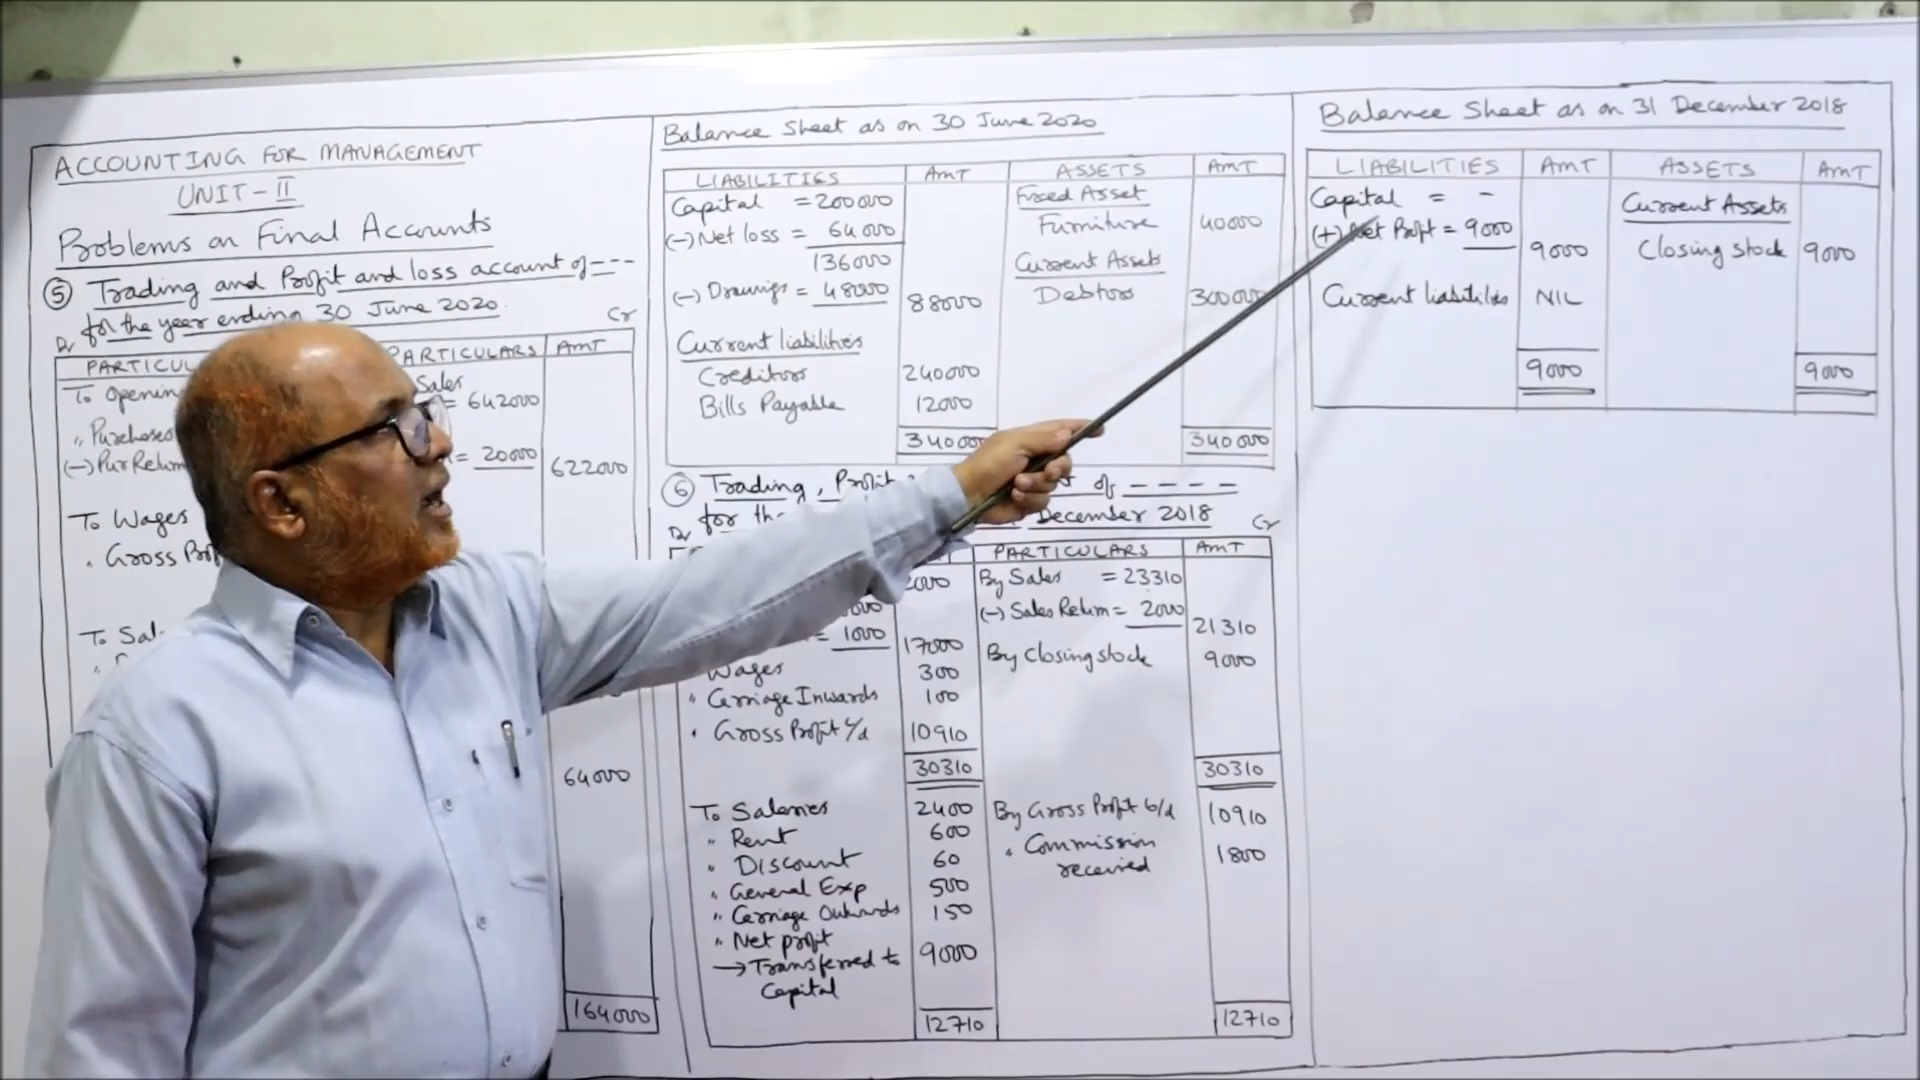 ACCOUNTING FOR MANAGEMENT
UNIT-II
Problems on Final Accounts
⑤ Trading and Profit and loss account of ----
for the year ending 30 June 2020
Dr Cr
PARTICUL PARTICULARS AMT
To Opening Sales
= 642000
" Purchases
(-) Pur Return = 20000 622000
To Wages
" Gross Prof
To Sal
64000
164000
Balance Sheet as on 30 June 2020
LIABILITIES AMT ASSETS AMT
Capital = 200000 Fixed Asset
(-) Net loss = 64000 Furniture 40000
136000 Current Assets
(-) Drawings = 48000 88000 Debtors 300000
Current liabilities
Creditors 240000
Bills Payable 12000
340000 340000
⑥ Trading, Profit of ----
for th December 2018
Dr Cr
PARTICULARS AMT
2000 By Sales = 23310
(-) Sales Return = 2000
= 1000 17000 21310
By Closing stock 9000
Wages 300
" Carriage Inwards 100
" Gross Profit c/d 10910
30310 30310
To Salaries 2400 By Gross Profit b/d 10910
" Rent 600 " Commission
received 1800
" Discount 60
" General Exp 500
" Carriage Outwards 150
" Net profit
→ Transferred to 9000
Capital
12710 12710
Balance Sheet as on 31 December 2018
LIABILITIES AMT ASSETS AMT
Capital = - Current Assets
(+) Net Profit = 9000 9000 Closing stock 9000
Current liabilities NIL
9000 9000